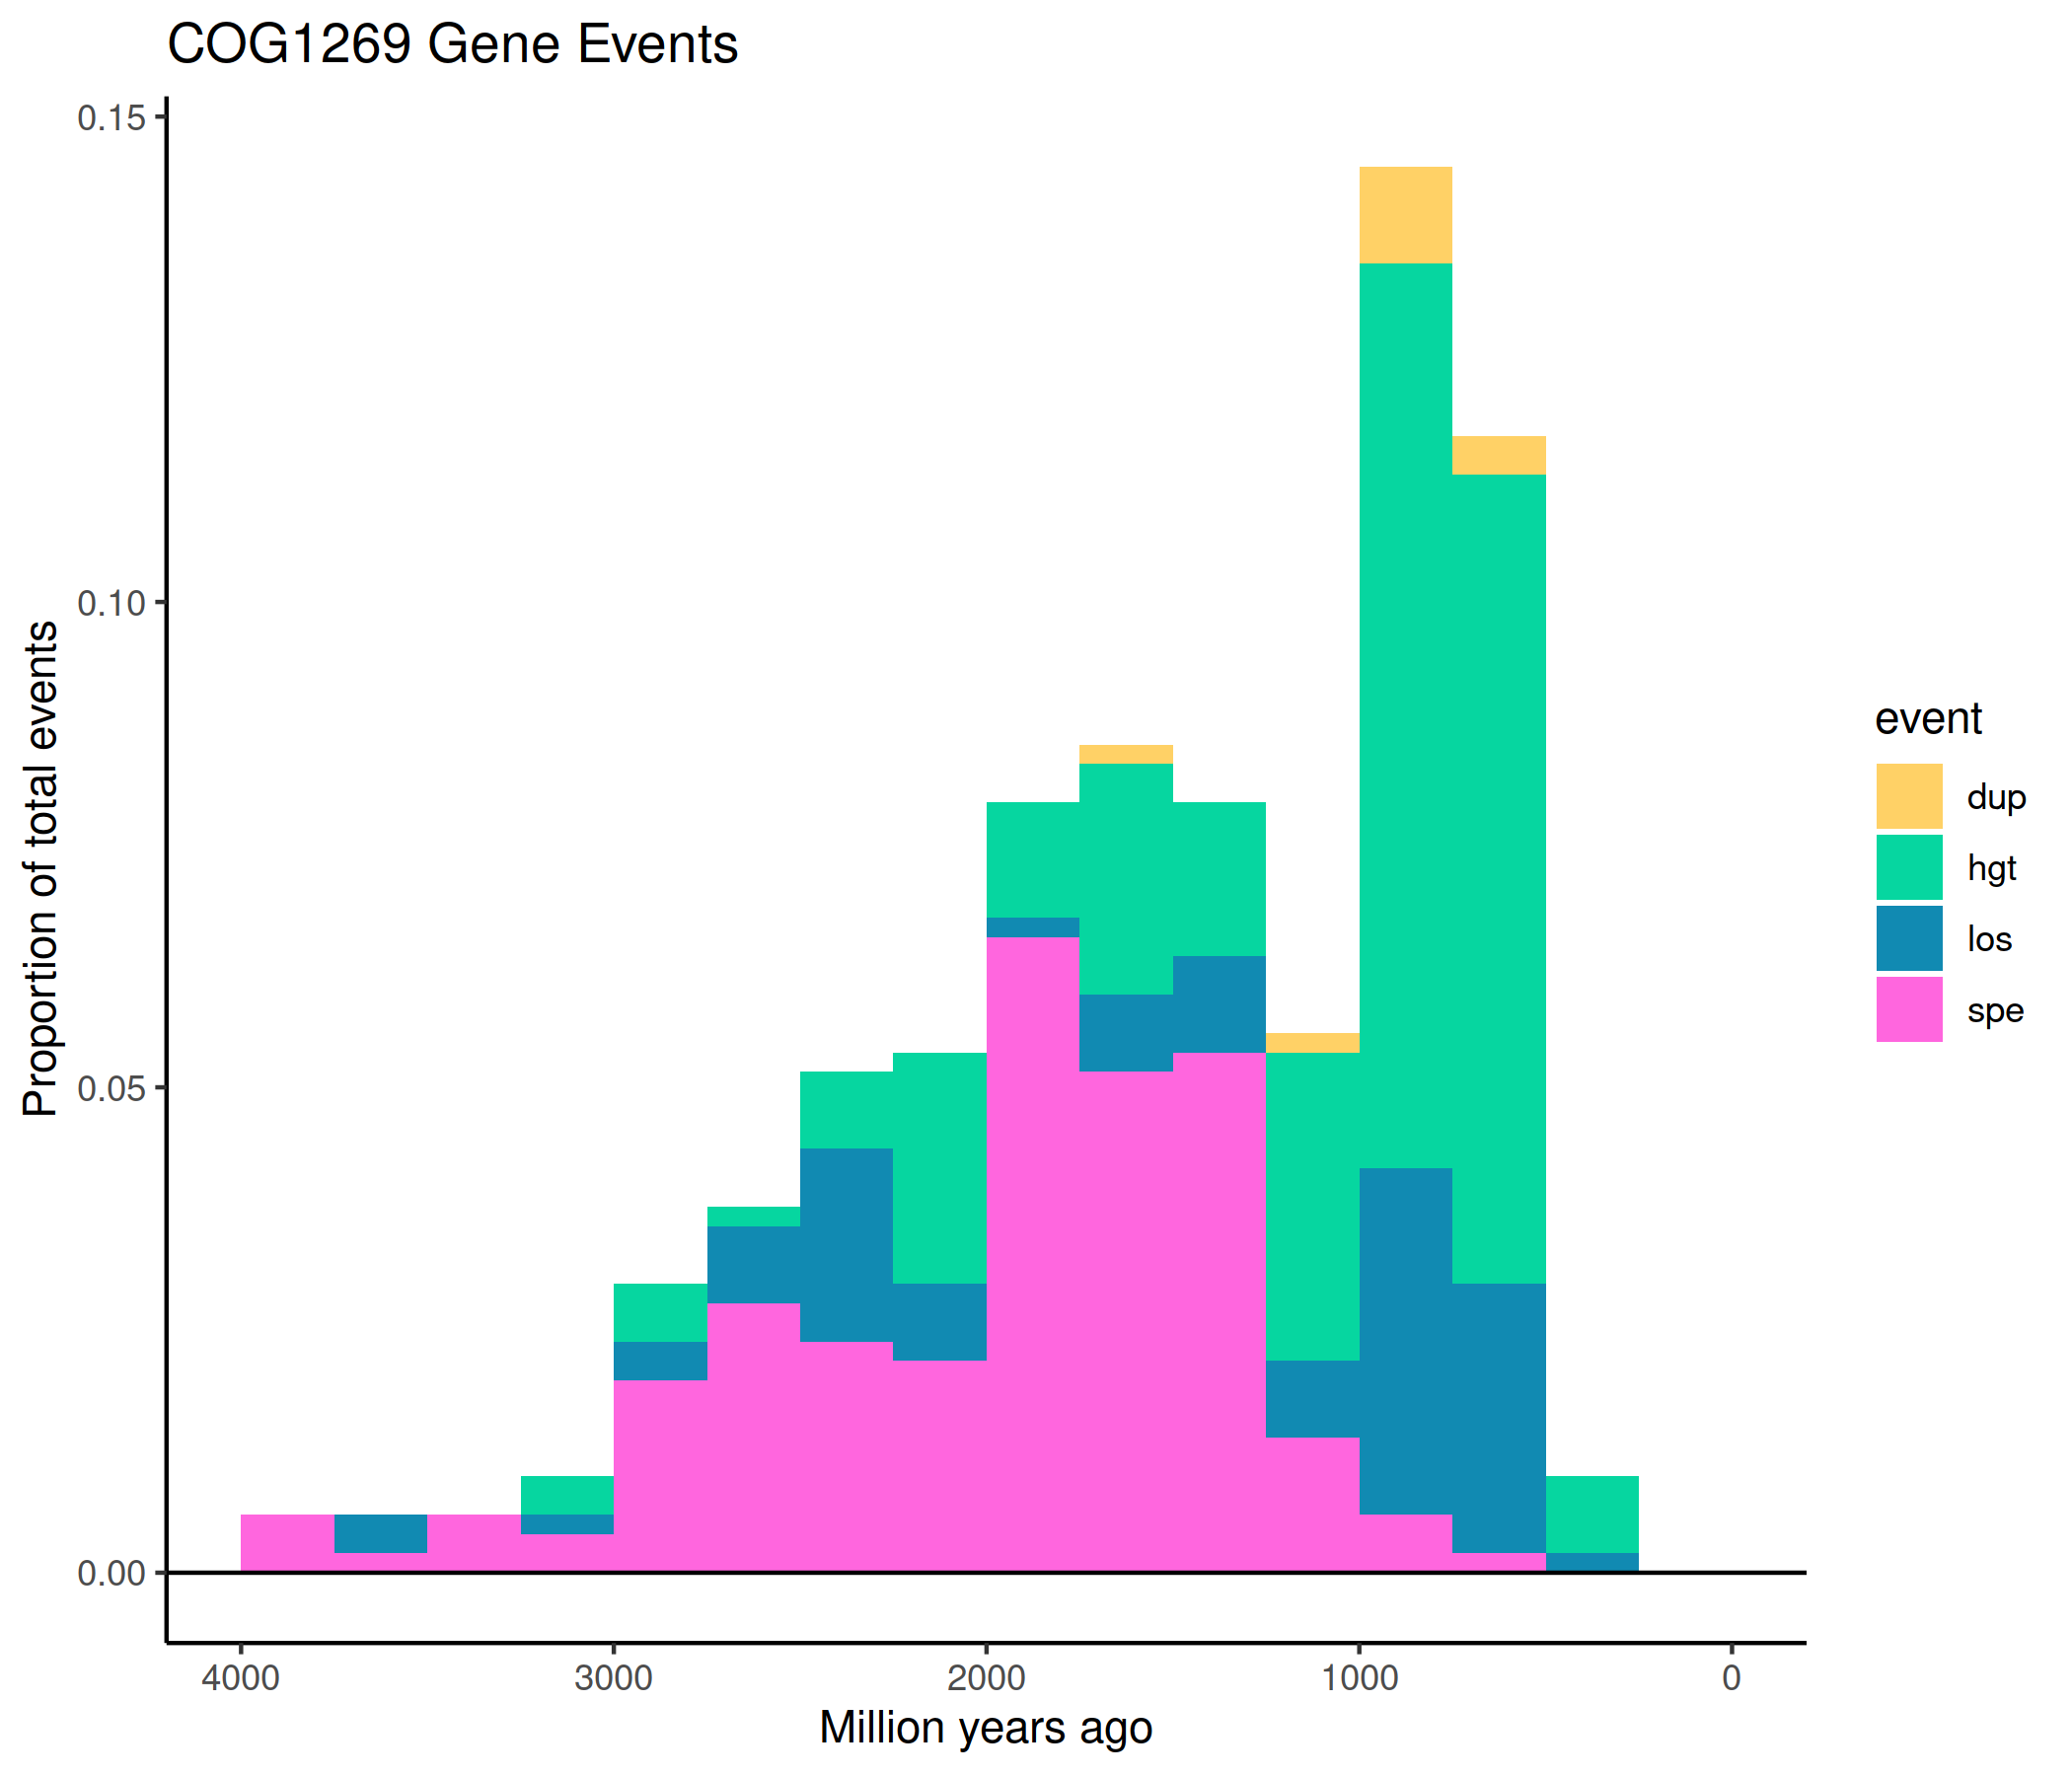 COG1269 Gene Events
0.15
0.10
0.05
0.00
Proportion of total events
4000 3000 2000 1000 0
Million years ago
event
dup
hgt
los
spe